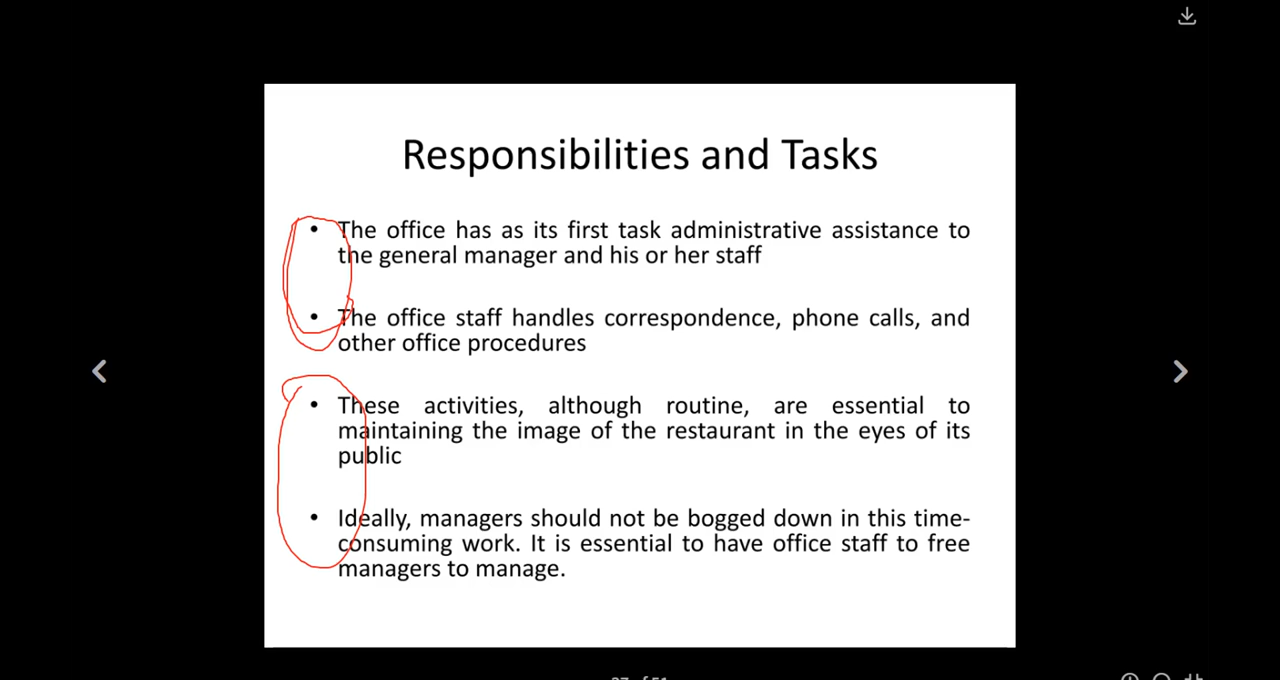 Responsibilities and Tasks
• The office has as its first task administrative assistance to
the general manager and his or her staff
• The office staff handles correspondence, phone calls, and
other office procedures
• These activities, although routine, are essential to
maintaining the image of the restaurant in the eyes of its
public
• Ideally, managers should not be bogged down in this time-
consuming work. It is essential to have office staff to free
managers to manage.